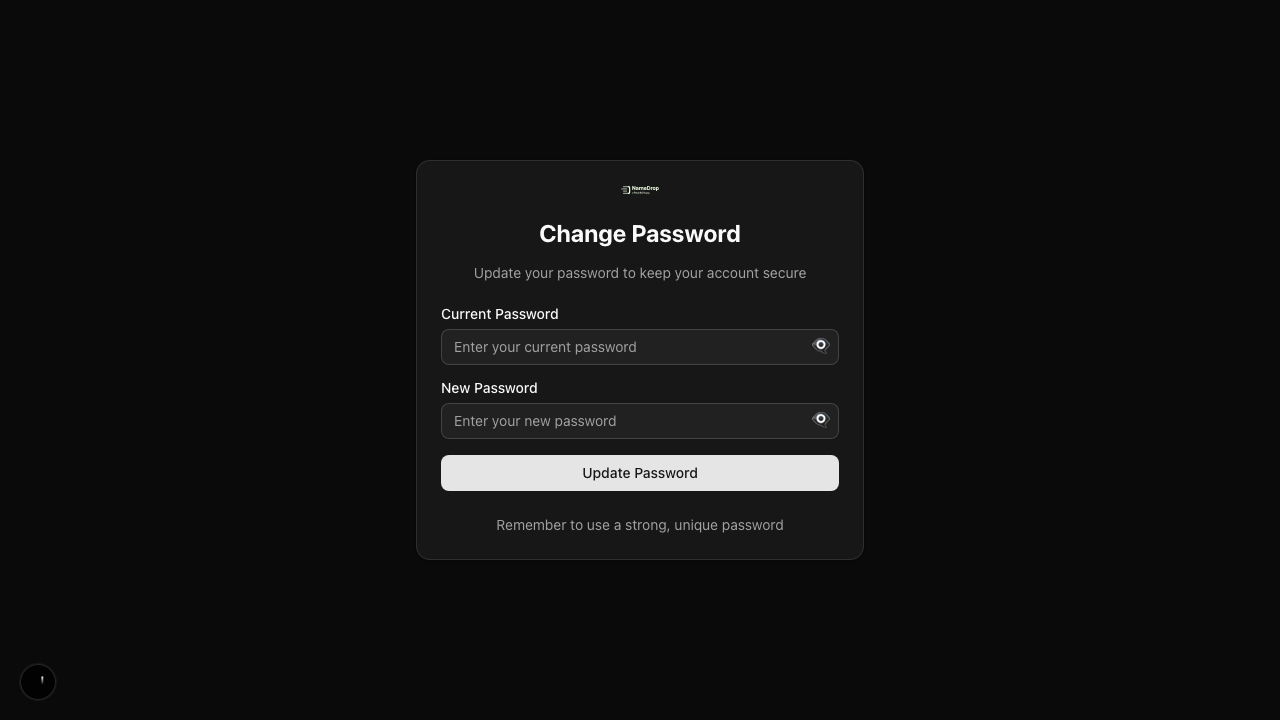 NameDrop
Change Password
Update your password to keep your account secure
Current Password
Enter your current password
New Password
Enter your new password
Update Password
Remember to use a strong, unique password